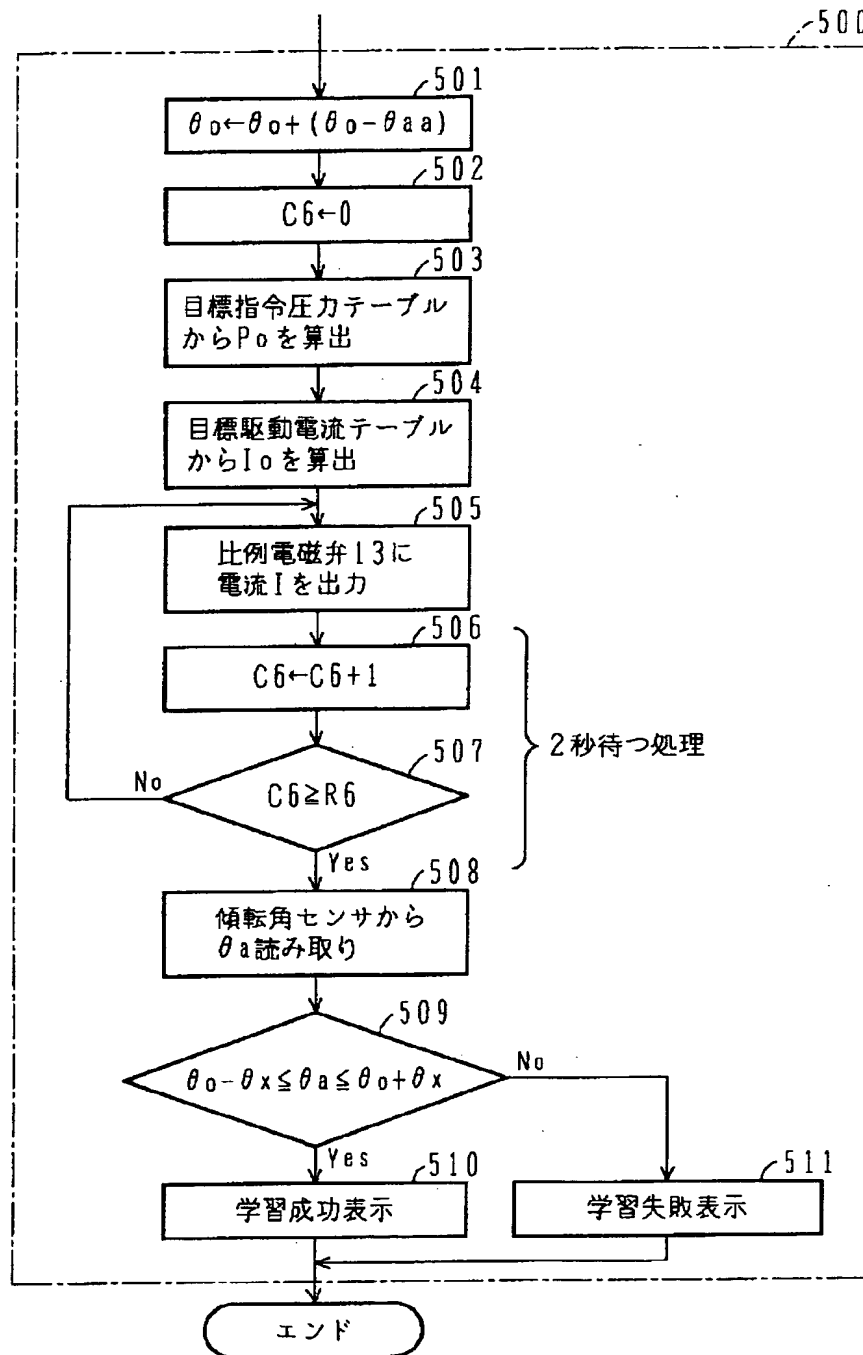 500
501
θo←θo+(θo-θaa)
502
C6←0
503
目標指令圧力テーブル
からPoを算出
504
目標駆動電流テーブル
からIoを算出
505
比例電磁弁13に
電流Iを出力
506
C6←C6+1
2秒待つ処理
507
No
C6≧R6
Yes
508
傾転角センサから
θa読み取り
509
No
θo-θx≦θa≦θo+θx
Yes
510
学習成功表示
511
学習失敗表示
エンド